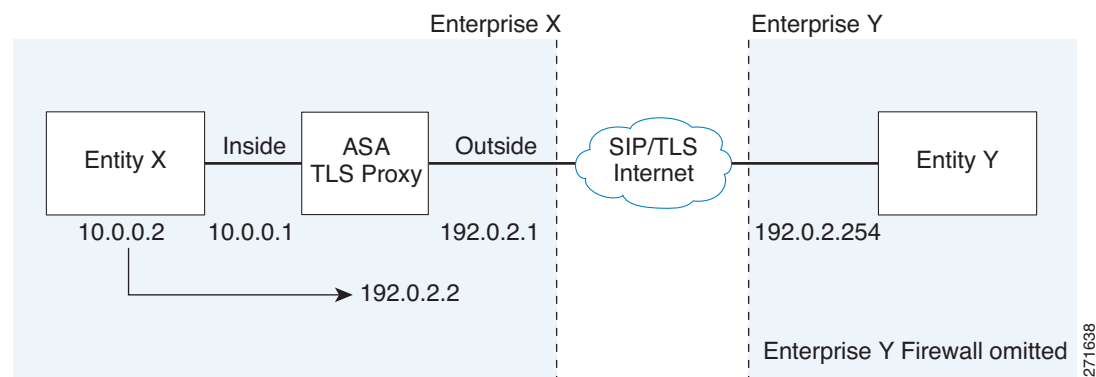 Enterprise X
Enterprise Y
Entity X
Inside
ASA
TLS Proxy
Outside
SIP/TLS
Internet
Entity Y
10.0.0.2
10.0.0.1
192.0.2.1
192.0.2.254
192.0.2.2
Enterprise Y Firewall omitted
271638